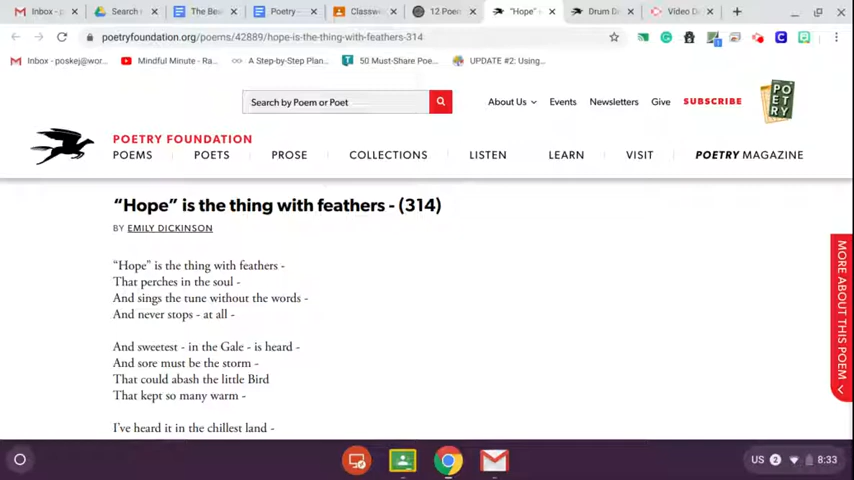 Inbox - p
Search r
The Bea
Poetry -
Classwo
12 Poem
"Hope" i
Drum D
Video D
poetryfoundation.org/poems/42889/hope-is-the-thing-with-feathers-314
Inbox - poskej@wor...
Mindful Minute - Ra...
A Step-by-Step Plan...
50 Must-Share Poe...
UPDATE #2: Using...
Search by Poem or Poet
About Us
Events
Newsletters
Give
SUBSCRIBE
POETRY
POETRY FOUNDATION
POEMS
POETS
PROSE
COLLECTIONS
LISTEN
LEARN
VISIT
POETRY MAGAZINE
“Hope” is the thing with feathers - (314)
BY EMILY DICKINSON
“Hope” is the thing with feathers -
That perches in the soul -
And sings the tune without the words -
And never stops - at all -
And sweetest - in the Gale - is heard -
And sore must be the storm -
That could abash the little Bird
That kept so many warm -
I’ve heard it in the chillest land -
MORE ABOUT THIS POEM
US
2
8:33